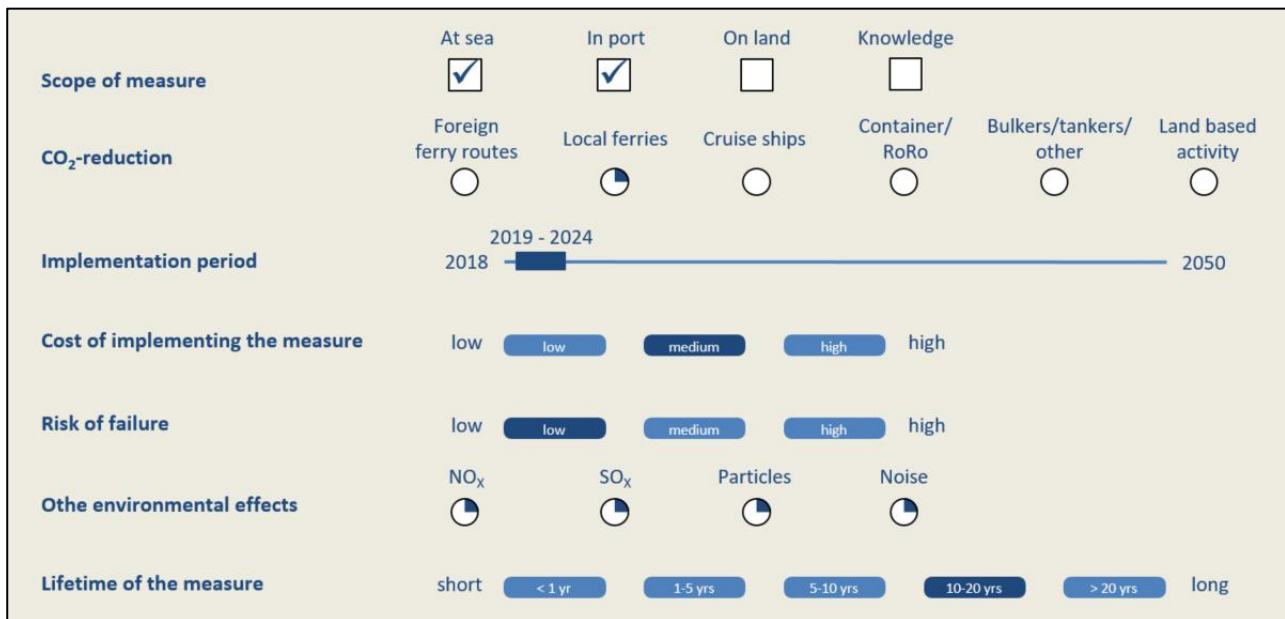 At sea In port On land Knowledge
Scope of measure
Foreign ferry routes Local ferries Cruise ships Container/ RoRo Bulkers/tankers/ other Land based activity
CO₂-reduction
2019 - 2024
Implementation period 2018 2050
Cost of implementing the measure low low medium high high
Risk of failure low low medium high high
NOₓ SOₓ Particles Noise
Othe environmental effects
Lifetime of the measure short < 1 yr 1-5 yrs 5-10 yrs 10-20 yrs > 20 yrs long